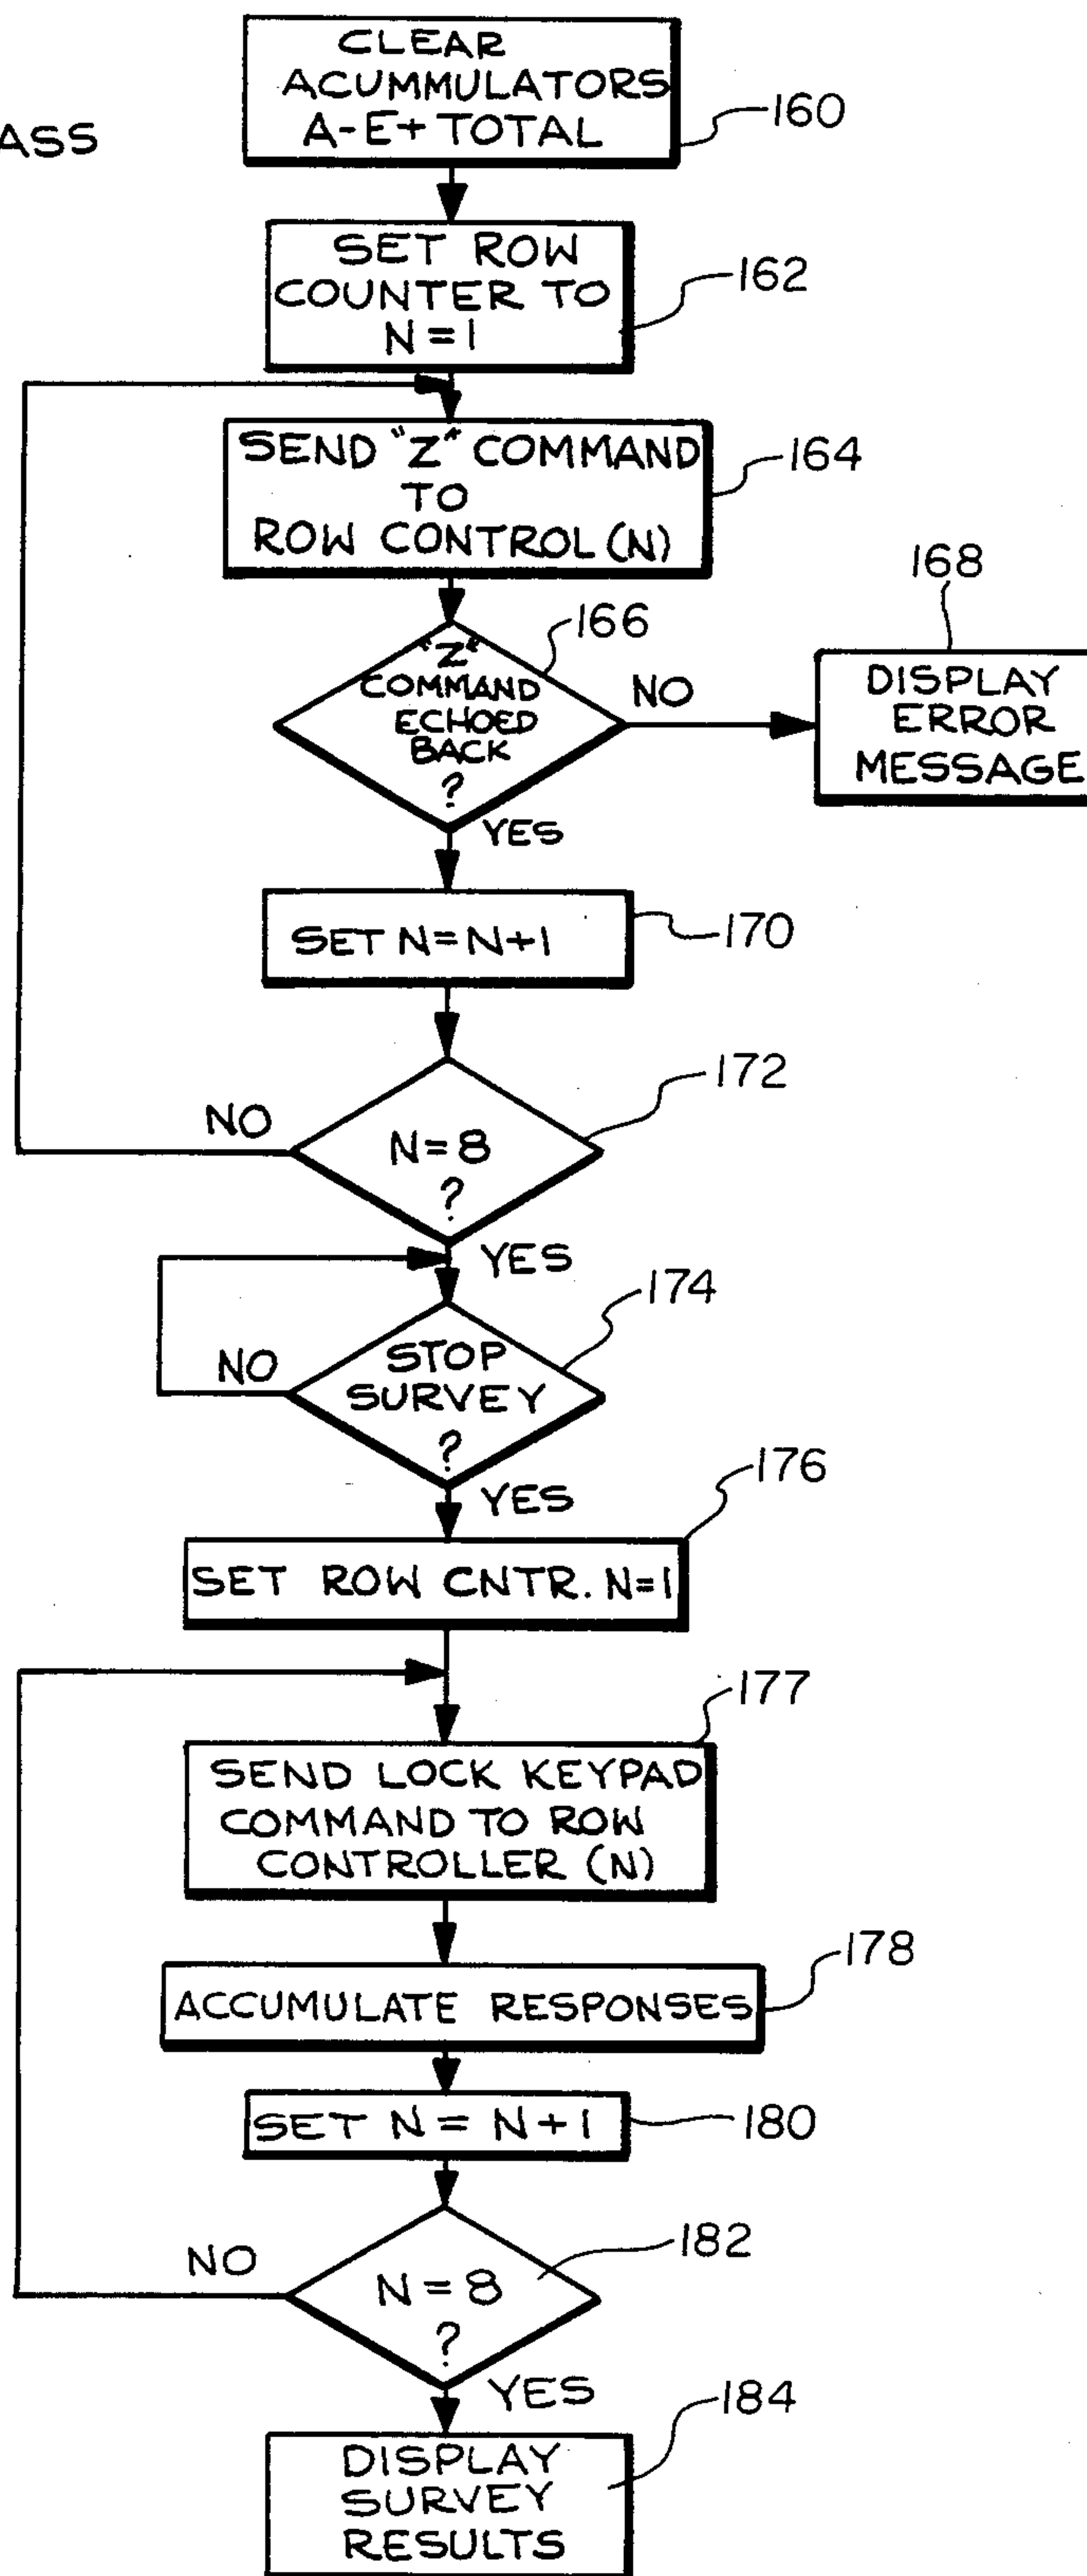 CLEAR
ACUMMULATORS
A-E+TOTAL
160
ASS
SET ROW
COUNTER TO
N=1
162
SEND "Z" COMMAND
TO
ROW CONTROL (N)
164
"Z"
COMMAND
ECHOED
BACK
?
166
NO
YES
168
DISPLAY
ERROR
MESSAGE
SET N=N+1
170
N=8
?
172
NO
YES
STOP
SURVEY
?
174
NO
YES
SET ROW CNTR. N=1
176
SEND LOCK KEYPAD
COMMAND TO ROW
CONTROLLER (N)
177
ACCUMULATE RESPONSES
178
SET N = N+1
180
N=8
?
182
NO
YES
DISPLAY
SURVEY
RESULTS
184